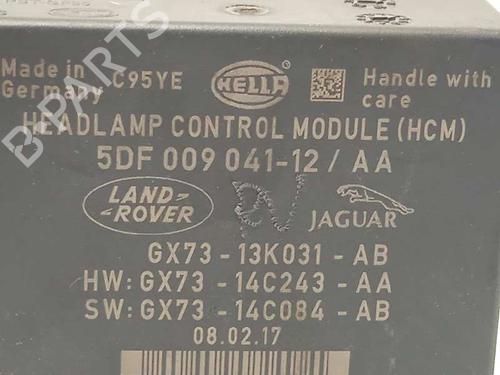 Made in
Germany
C95YE
HELLA
Handle with
care
HEADLAMP CONTROL MODULE (HCM)
5DF 009 041-12 / AA
LAND-
-ROVER
JAGUAR
GX73 - 13K031 - AB
HW: GX73 - 14C243 - AA
SW: GX73 - 14C084 - AB
08.02.17
B-PARTS